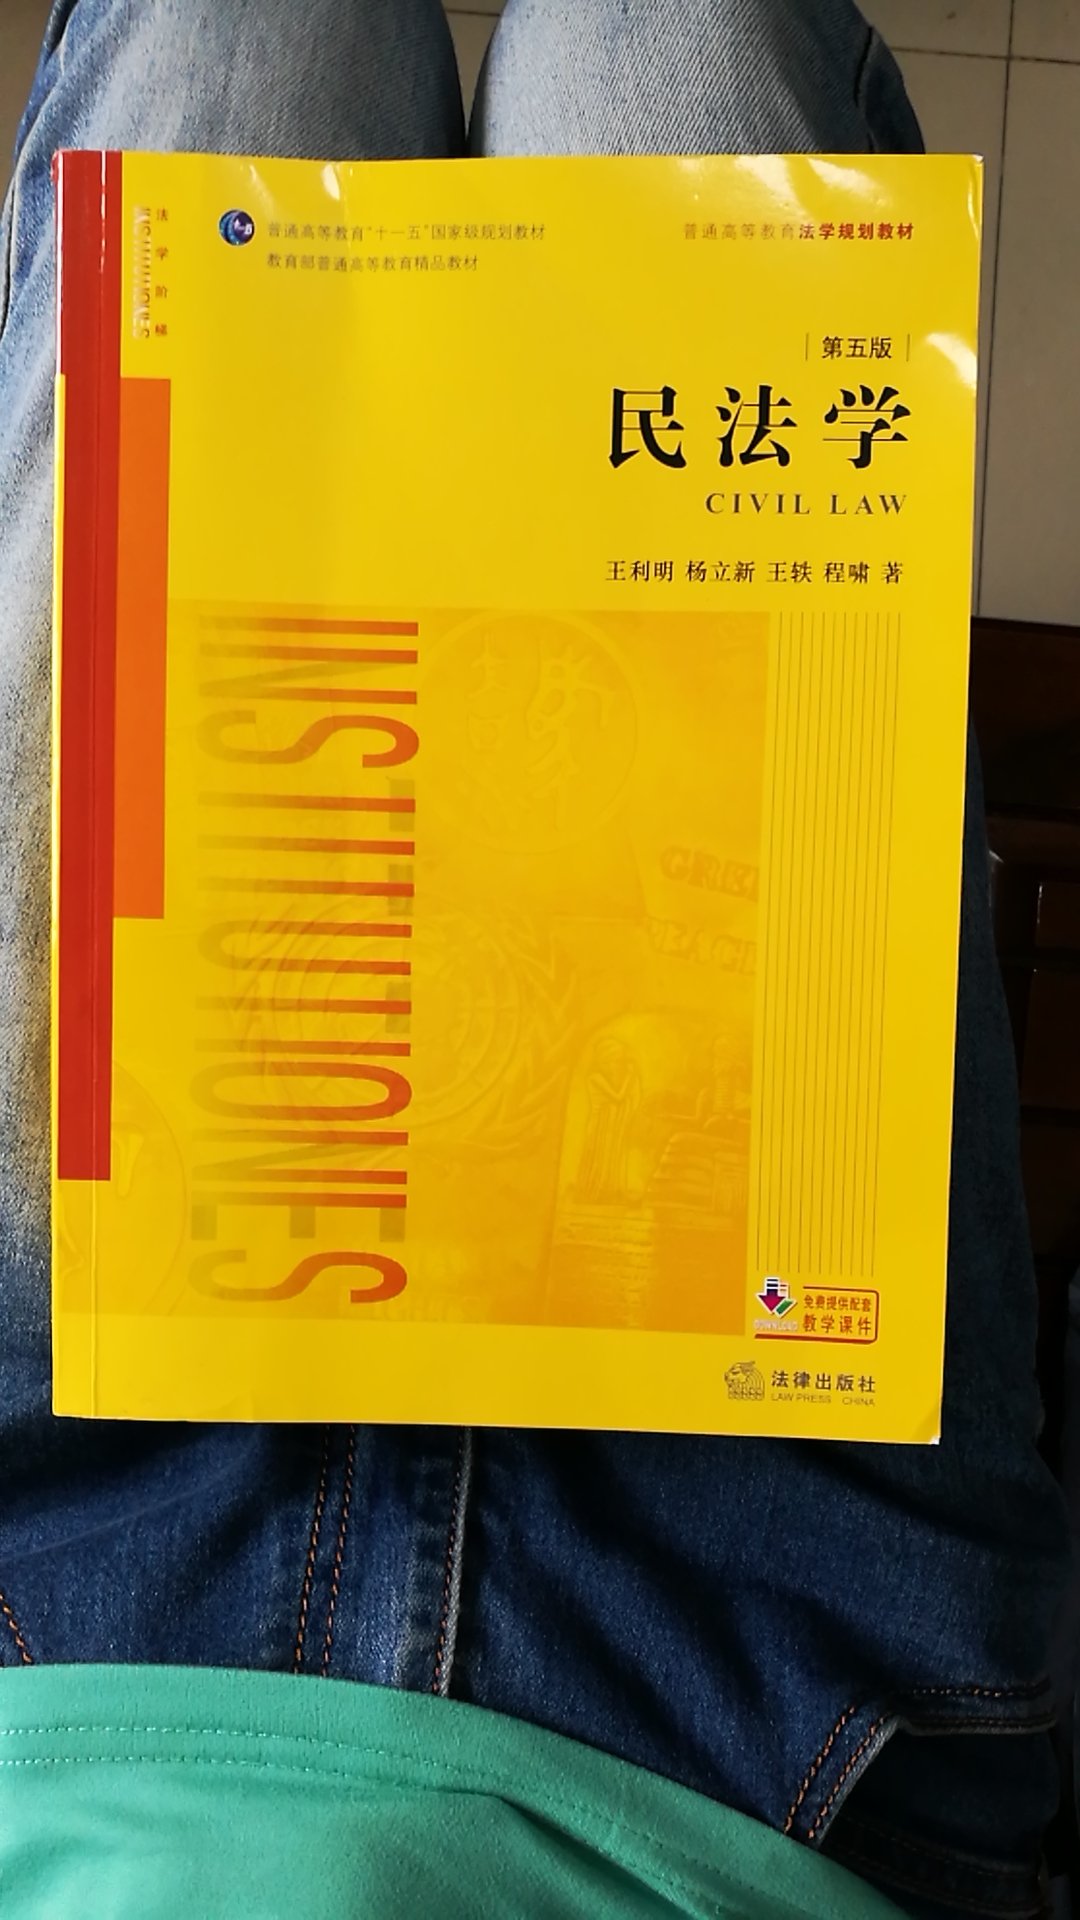 法学阶梯
INSTITUTIONES
普通高等教育“十一五”国家级规划教材
教育部普通高等教育精品教材
普通高等教育法学规划教材
第五版
民法学
CIVIL LAW
王利明 杨立新 王轶 程啸 著
INSTITUTIONES
GREE
PEACE
DOWNLOAD
免费提供配套
教学课件
法律出版社
LAW PRESS CHINA